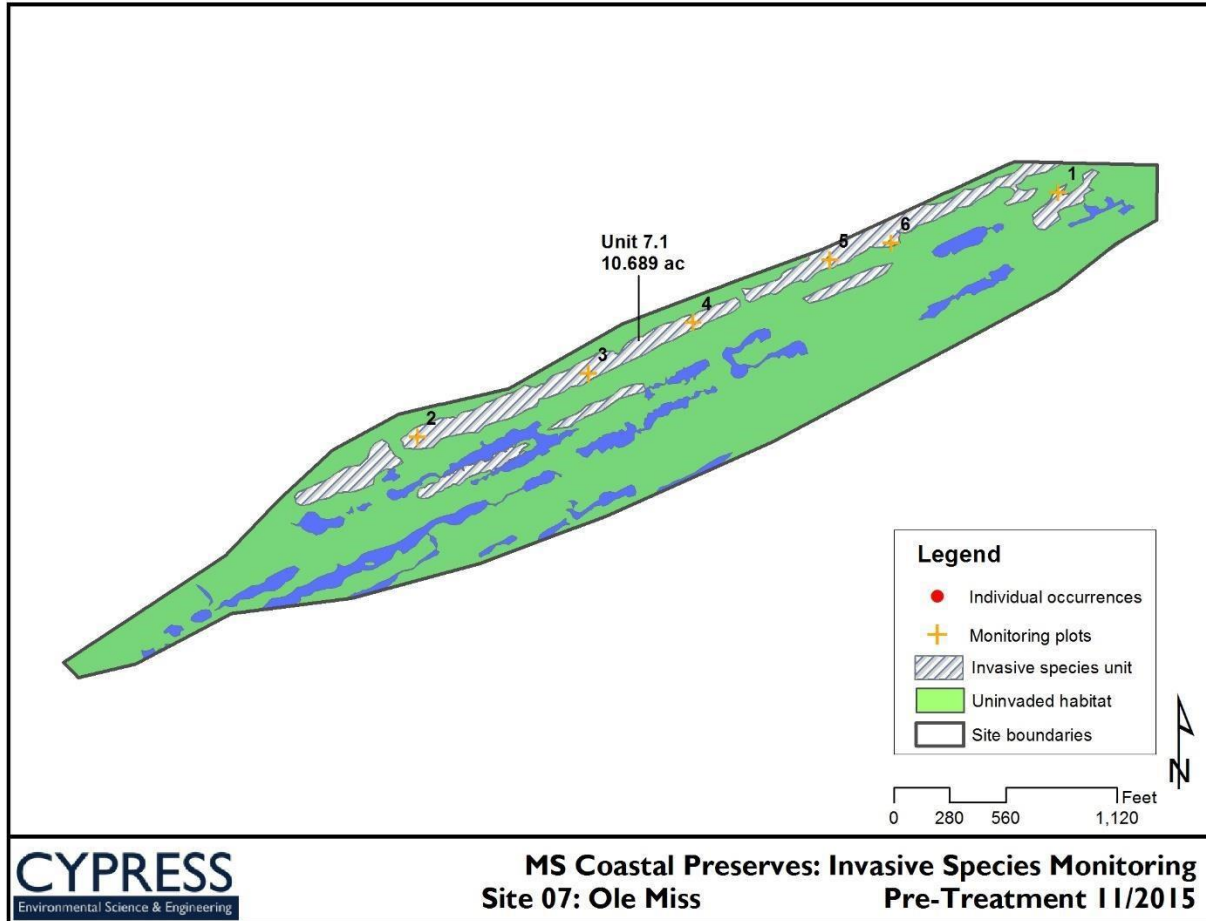 1
6
5
Unit 7.1
10.689 ac
4
3
2
Legend
Individual occurrences
Monitoring plots
Invasive species unit
Uninvaded habitat
Site boundaries
N
Feet
0 280 560 1,120
CYPRESS
Environmental Science & Engineering
MS Coastal Preserves: Invasive Species Monitoring
Site 07: Ole Miss Pre-Treatment 11/2015